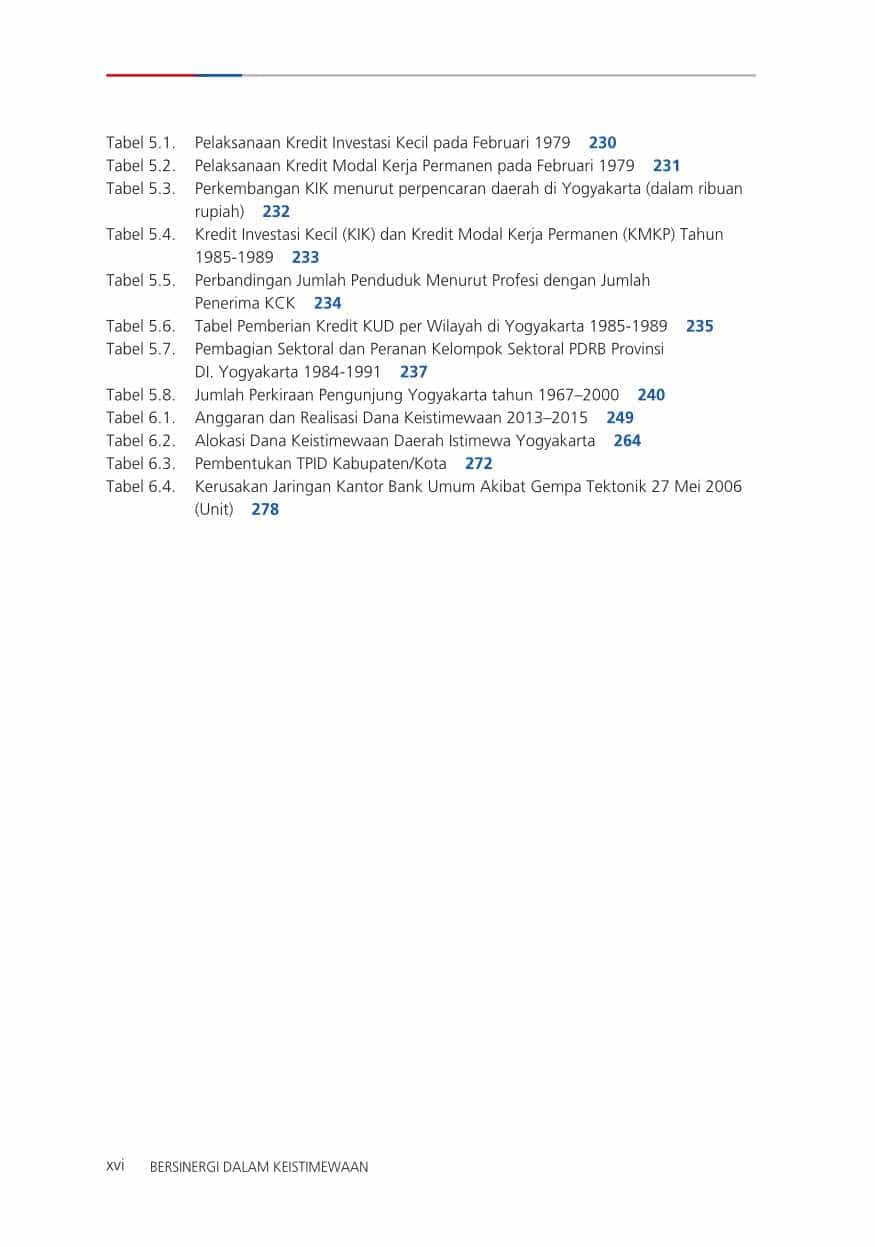 Tabel 5.1. Pelaksanaan Kredit Investasi Kecil pada Februari 1979 230
Tabel 5.2. Pelaksanaan Kredit Modal Kerja Permanen pada Februari 1979 231
Tabel 5.3. Perkembangan KIK menurut perpencaran daerah di Yogyakarta (dalam ribuan
rupiah) 232
Tabel 5.4. Kredit Investasi Kecil (KIK) dan Kredit Modal Kerja Permanen (KMKP) Tahun
1985-1989 233
Tabel 5.5. Perbandingan Jumlah Penduduk Menurut Profesi dengan Jumlah
Penerima KCK 234
Tabel 5.6. Tabel Pemberian Kredit KUD per Wilayah di Yogyakarta 1985-1989 235
Tabel 5.7. Pembagian Sektoral dan Peranan Kelompok Sektoral PDRB Provinsi
DI. Yogyakarta 1984-1991 237
Tabel 5.8. Jumlah Perkiraan Pengunjung Yogyakarta tahun 1967–2000 240
Tabel 6.1. Anggaran dan Realisasi Dana Keistimewaan 2013–2015 249
Tabel 6.2. Alokasi Dana Keistimewaan Daerah Istimewa Yogyakarta 264
Tabel 6.3. Pembentukan TPID Kabupaten/Kota 272
Tabel 6.4. Kerusakan Jaringan Kantor Bank Umum Akibat Gempa Tektonik 27 Mei 2006
(Unit) 278
xvi BERSINERGI DALAM KEISTIMEWAAN